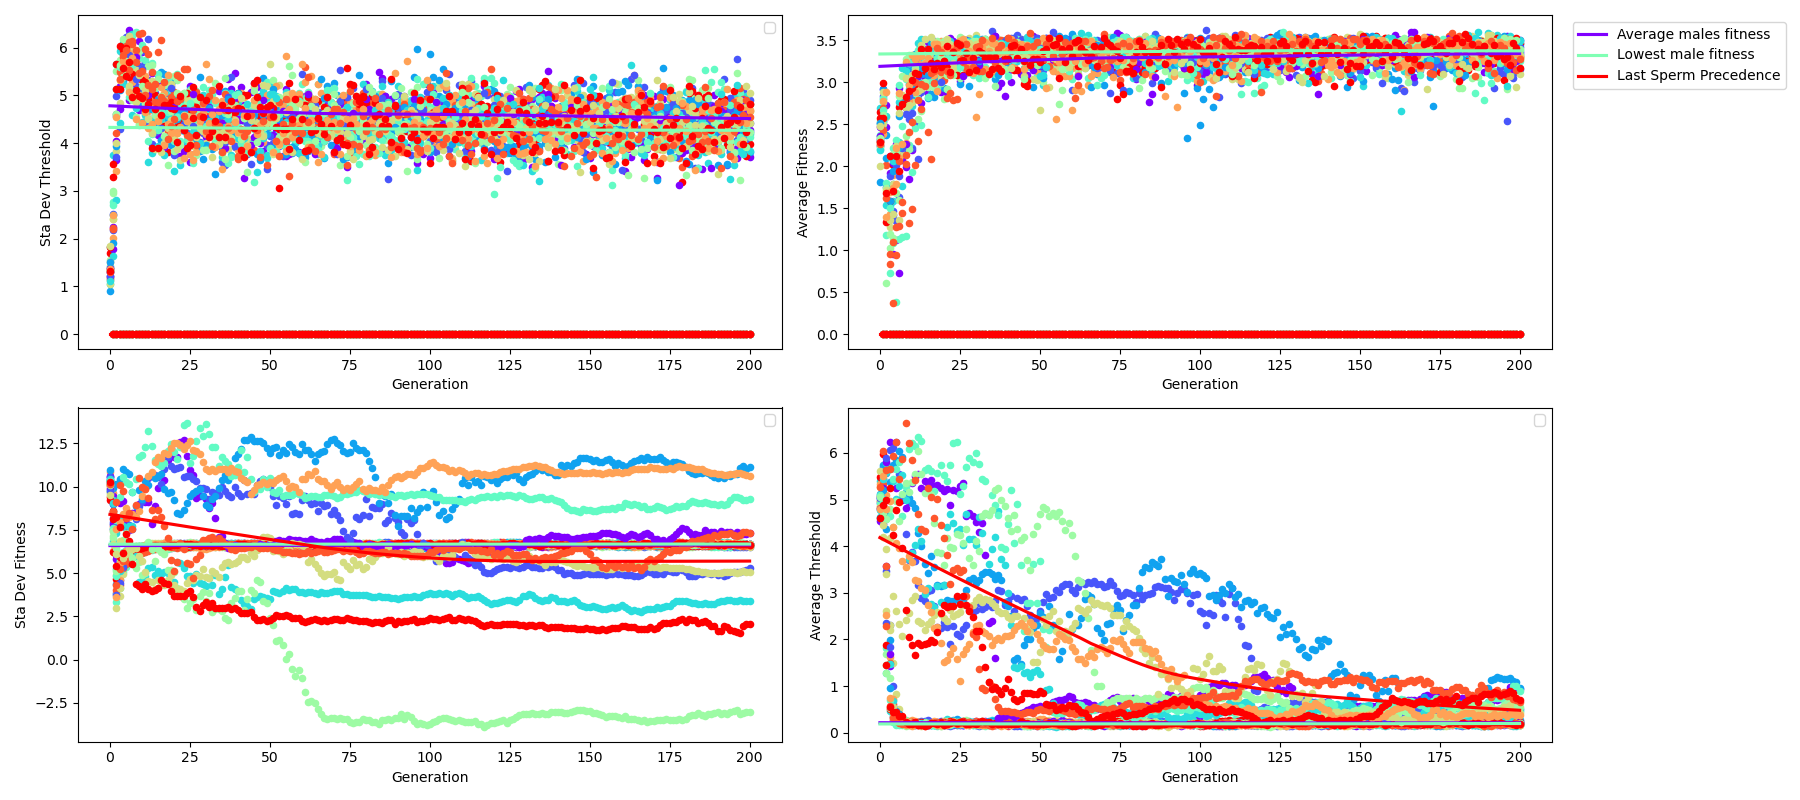 Sta Dev Threshold
6
5
4
3
2
1
0
0 25 50 75 100 125 150 175 200
Generation
Average Fitness
3.5
3.0
2.5
2.0
1.5
1.0
0.5
0.0
0 25 50 75 100 125 150 175 200
Generation
Average males fitness
Lowest male fitness
Last Sperm Precedence
Sta Dev Fitness
12.5
10.0
7.5
5.0
2.5
0.0
−2.5
0 25 50 75 100 125 150 175 200
Generation
Average Threshold
6
5
4
3
2
1
0
0 25 50 75 100 125 150 175 200
Generation